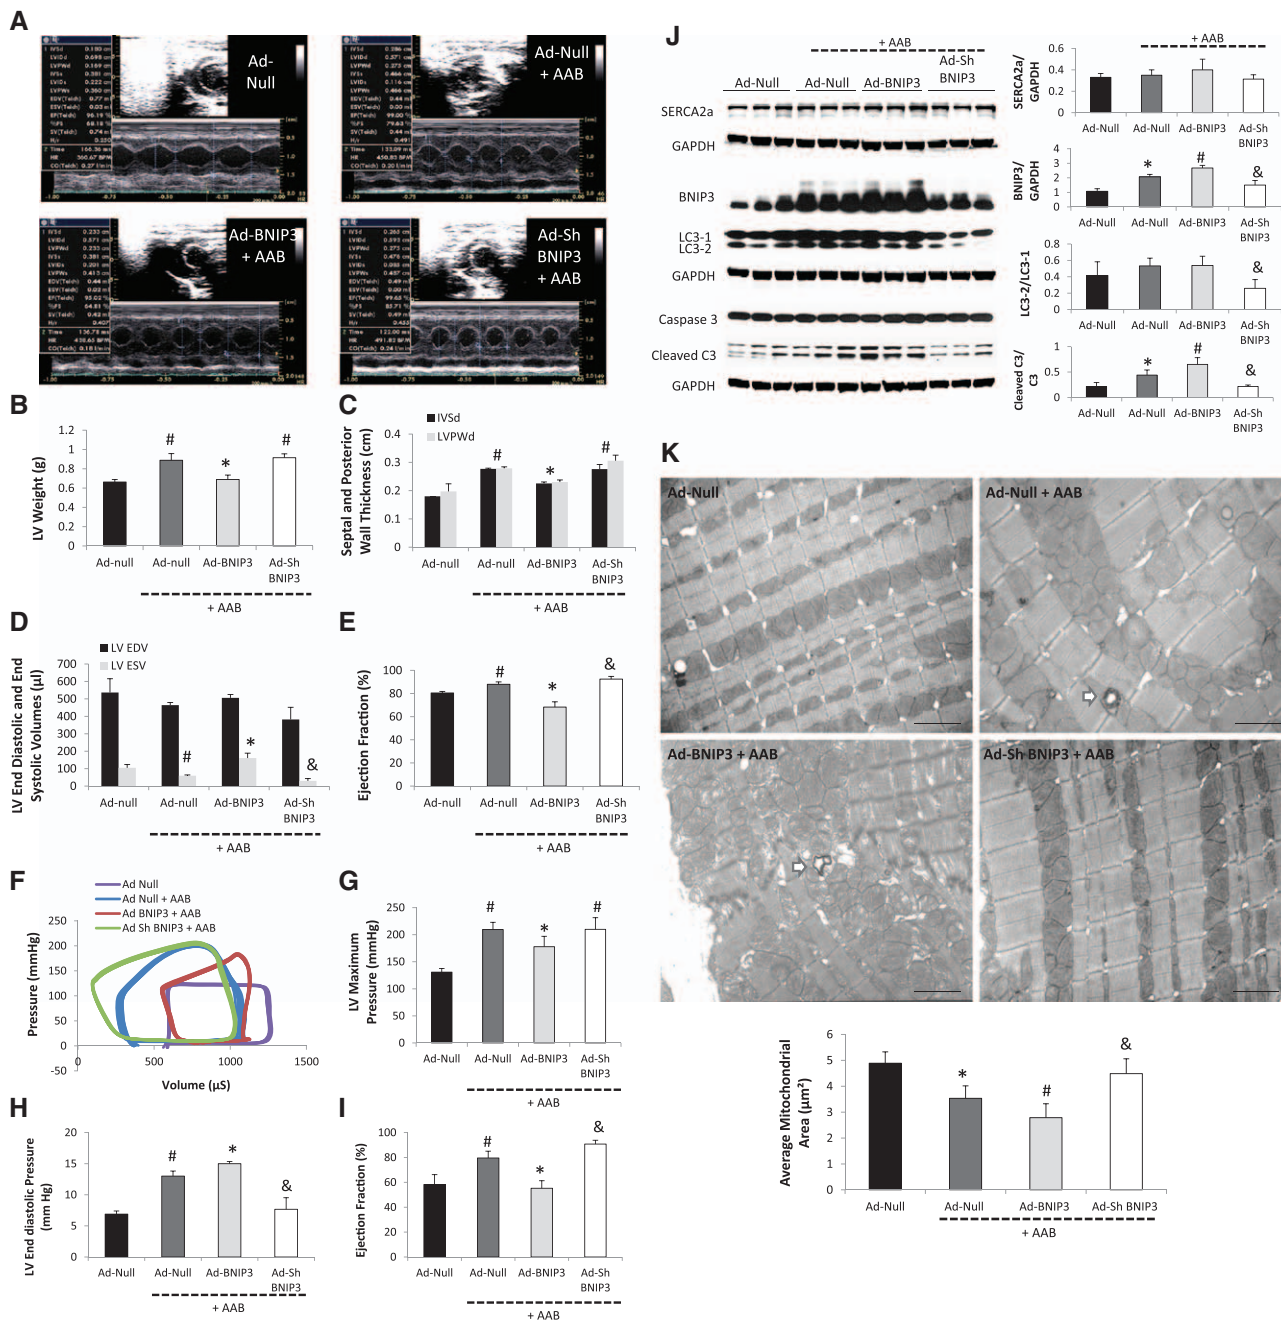 A
Ad-
Null
Ad-Null
+ AAB
Ad-BNIP3
+ AAB
Ad-Sh
BNIP3
+ AAB
B
LV Weight (g)
1.2
1
0.8
0.6
0.4
0.2
0
Ad-null
Ad-null
Ad-BNIP3
Ad-Sh
BNIP3
# * #
+ AAB
C
IVSd
LVPWd
Septal and Posterior
Wall Thickness (cm)
0.4
0.3
0.2
0.1
0
# * #
Ad-null
Ad-null
Ad-BNIP3
Ad-Sh
BNIP3
+ AAB
D
LV EDV
LV ESV
LV End Diastolic and End
Systolic Volumes (µl)
700
600
500
400
300
200
100
0
# * &
Ad-null
Ad-null
Ad-BNIP3
Ad-Sh
BNIP3
+ AAB
E
Ejection Fraction (%)
100
80
60
40
20
0
# * &
Ad-null
Ad-null
Ad-BNIP3
Ad-Sh
BNIP3
+ AAB
F
Ad Null
Ad Null + AAB
Ad BNIP3 + AAB
Ad Sh BNIP3 + AAB
Pressure (mmHg)
250
200
150
100
50
0
-50
500
1000
1500
Volume (µS)
G
LV Maximum
Pressure (mmHg)
250
200
150
100
50
0
# * #
Ad-Null
Ad-Null
Ad-BNIP3
Ad-Sh
BNIP3
+ AAB
H
LV End diastolic Pressure
(mm Hg)
20
15
10
5
0
# * &
Ad-Null
Ad-Null
Ad-BNIP3
Ad-Sh
BNIP3
+ AAB
I
Ejection Fraction (%)
100
80
60
40
20
0
# * &
Ad-Null
Ad-Null
Ad-BNIP3
Ad-Sh
BNIP3
+ AAB
J
+ AAB
Ad-Null
Ad-Null
Ad-BNIP3
Ad-Sh
BNIP3
SERCA2a
GAPDH
BNIP3
LC3-1
LC3-2
GAPDH
Caspase 3
Cleaved C3
GAPDH
+ AAB
SERCA2a/
GAPDH
0.6
0.4
0.2
0
Ad-Null
Ad-Null
Ad-BNIP3
Ad-Sh
BNIP3
BNIP3/
GAPDH
4
3
2
1
0
* # &
Ad-Null
Ad-Null
Ad-BNIP3
Ad-Sh
BNIP3
LC3-2/LC3-1
0.8
0.6
0.4
0.2
0
&
Ad-Null
Ad-Null
Ad-BNIP3
Ad-Sh
BNIP3
Cleaved C3/
C3
1
0.5
0
* # &
Ad-Null
Ad-Null
Ad-BNIP3
Ad-Sh
BNIP3
K
Ad-Null
Ad-Null + AAB
Ad-BNIP3 + AAB
Ad-Sh BNIP3 + AAB
Average Mitochondrial
Area (µm²)
6
5
4
3
2
1
0
* # &
Ad-Null
Ad-Null
Ad-BNIP3
Ad-Sh BNIP3
+ AAB